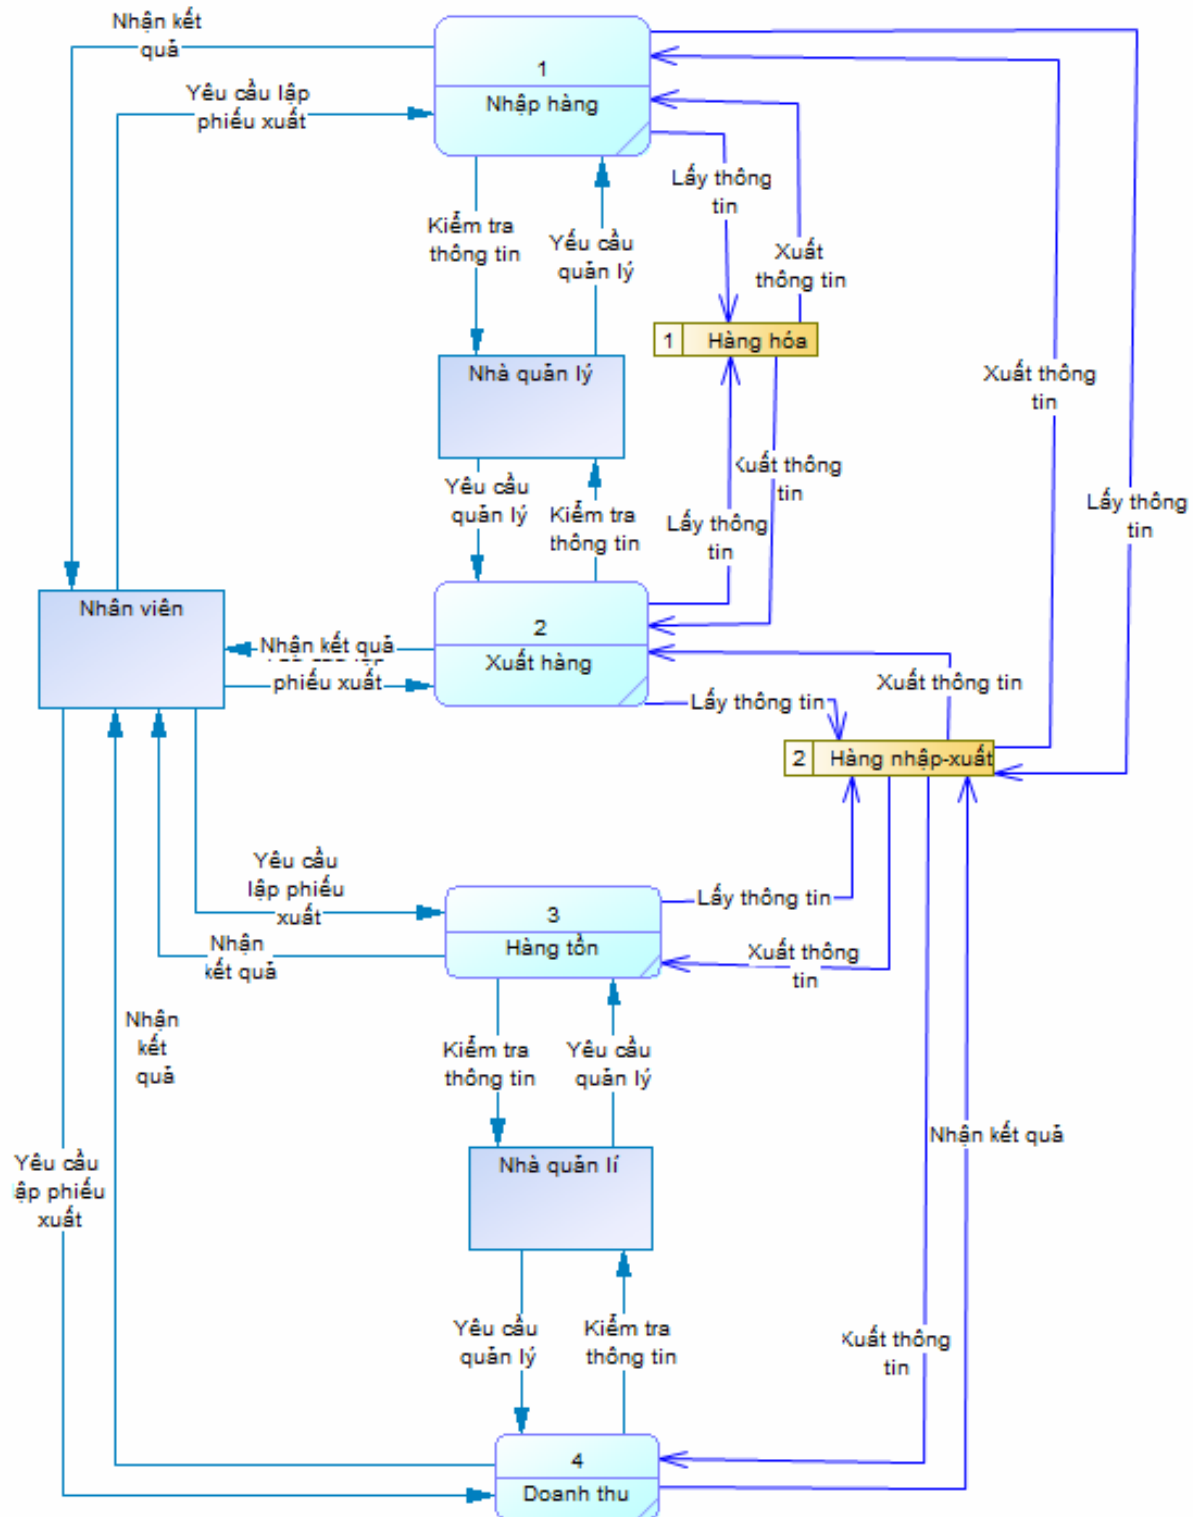 Nhận kết
quả
1
Nhập hàng
Yêu cầu lập
phiếu xuất
Lấy thông
tin
Kiểm tra
thông tin
Yếu cầu
quản lý
Xuất
thông tin
1 Hàng hóa
Nhà quản lý
Xuất thông
tin
Xuất thông
tin
Yêu cầu
quản lý
Kiểm tra
thông tin
Lấy thông
tin
Lấy thông
tin
Nhân viên
2
Xuất hàng
Nhận kết quả
phiếu xuất
Xuất thông tin
Lấy thông tin
2 Hàng nhập-xuất
Yêu cầu
lập phiếu
xuất
3
Hàng tồn
Lấy thông tin
Nhận
kết quả
Xuất thông
tin
Nhận
kết
quả
Kiểm tra
thông tin
Yêu cầu
quản lý
Nhận kết quả
Yêu cầu
lập phiếu
xuất
Nhà quản lí
Yêu cầu
quản lý
Kiểm tra
thông tin
Xuất thông
tin
4
Doanh thu